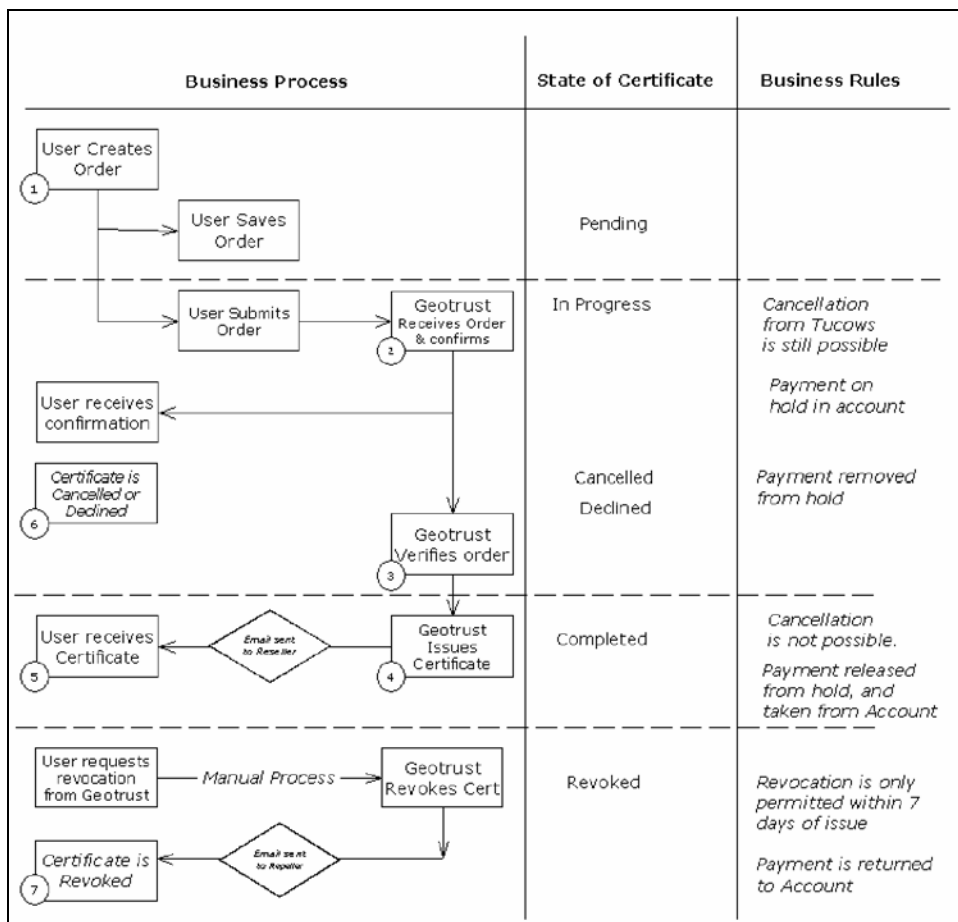 Business Process
State of Certificate
Business Rules
User Creates
Order
1
User Saves
Order
Pending
User Submits
Order
Geotrust
Receives Order
& confirms
2
In Progress
Cancellation
from Tucows
is still possible
User receives
confirmation
Payment on
hold in account
Certificate is
Cancelled or
Declined
6
Cancelled
Declined
Payment removed
from hold
Geotrust
Verifies order
3
User receives
Certificate
5
Email sent
to Reseller
Geotrust
Issues
Certificate
4
Completed
Cancellation
is not possible.
Payment released
from hold, and
taken from Account
User requests
revocation
from Geotrust
Manual Process
Geotrust
Revokes Cert
Revoked
Revocation is only
permitted within 7
days of issue
Certificate is
Revoked
7
Email sent
to Reseller
Payment is returned
to Account